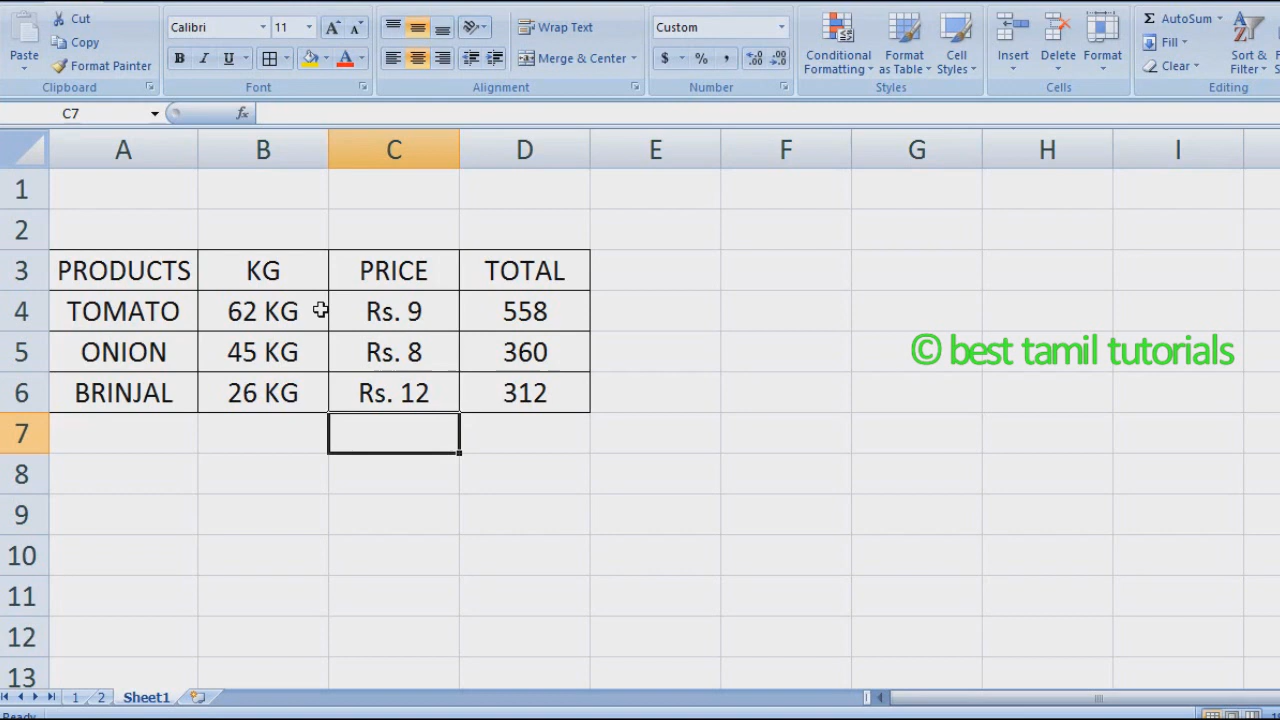 Cut
Copy
Format Painter
Paste
Clipboard
Calibri 11 A A
B I U A
Font
Wrap Text
Merge & Center
Alignment
Custom
$ % ,
Number
Conditional Formatting
Format as Table
Cell Styles
Styles
Insert Delete Format
Cells
Σ AutoSum
Fill
Clear
Sort & Filter
Editing
C7 fx
A B C D E F G H I
1
2
3 PRODUCTS KG PRICE TOTAL
4 TOMATO 62 KG Rs. 9 558
5 ONION 45 KG Rs. 8 360
© best tamil tutorials
6 BRINJAL 26 KG Rs. 12 312
7
8
9
10
11
12
13
1 2 Sheet1
Ready